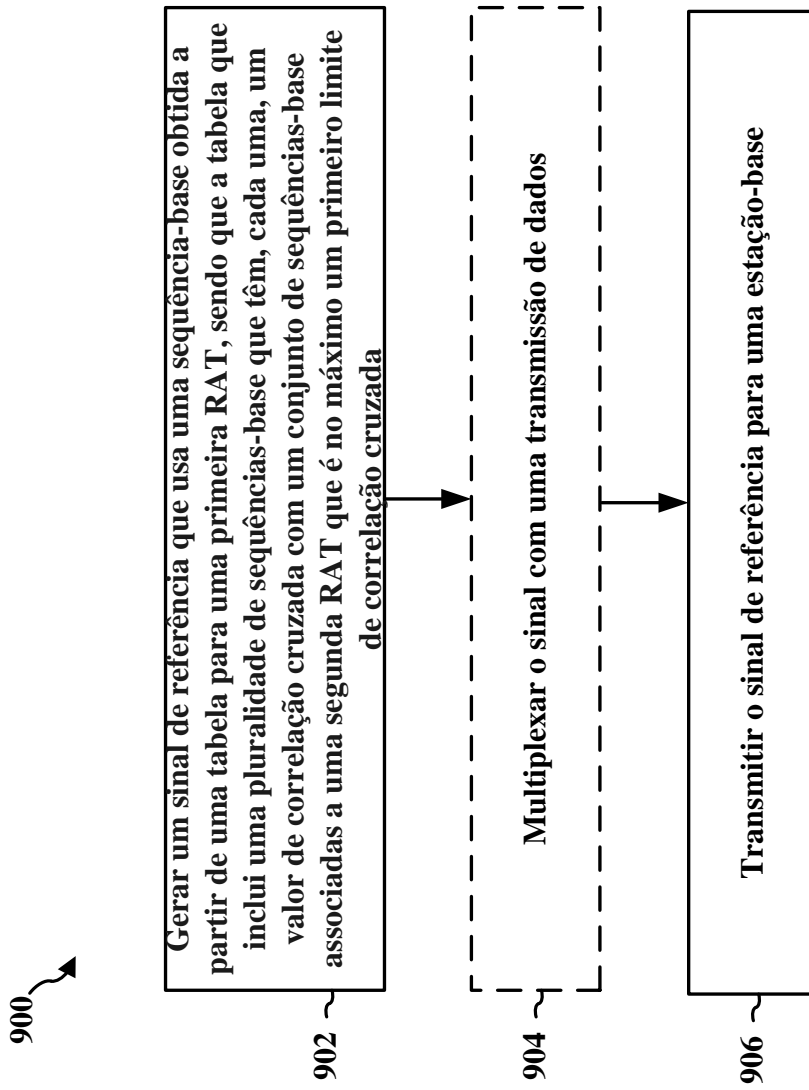 900
902
Gerar um sinal de referência que usa uma sequência-base obtida a
partir de uma tabela para uma primeira RAT, sendo que a tabela que
inclui uma pluralidade de sequências-base que têm, cada uma, um
valor de correlação cruzada com um conjunto de sequências-base
associadas a uma segunda RAT que é no máximo um primeiro limite
de correlação cruzada
904
Multiplexar o sinal com uma transmissão de dados
906
Transmitir o sinal de referência para uma estação-base